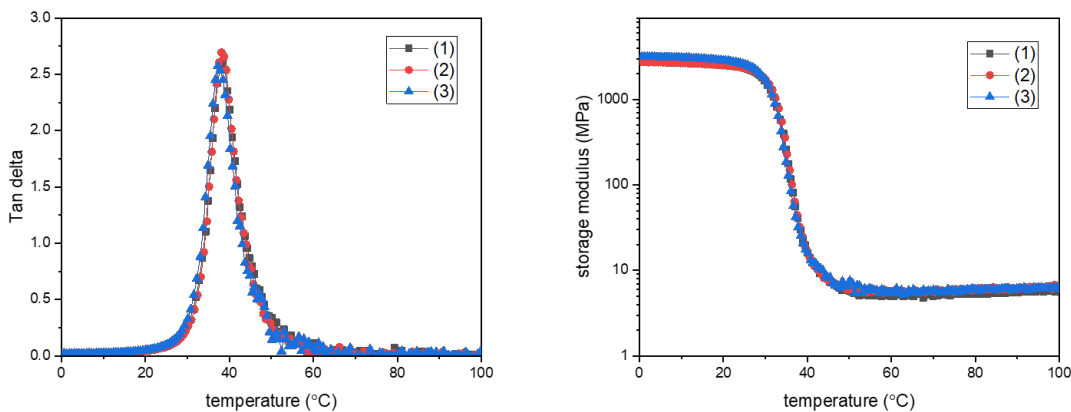 3.0
2.5
2.0
1.5
1.0
0.5
0.0
Tan delta
(1)
(2)
(3)
0 20 40 60 80 100
temperature (°C)
1000
100
10
1
storage modulus (MPa)
(1)
(2)
(3)
0 20 40 60 80 100
temperature (°C)